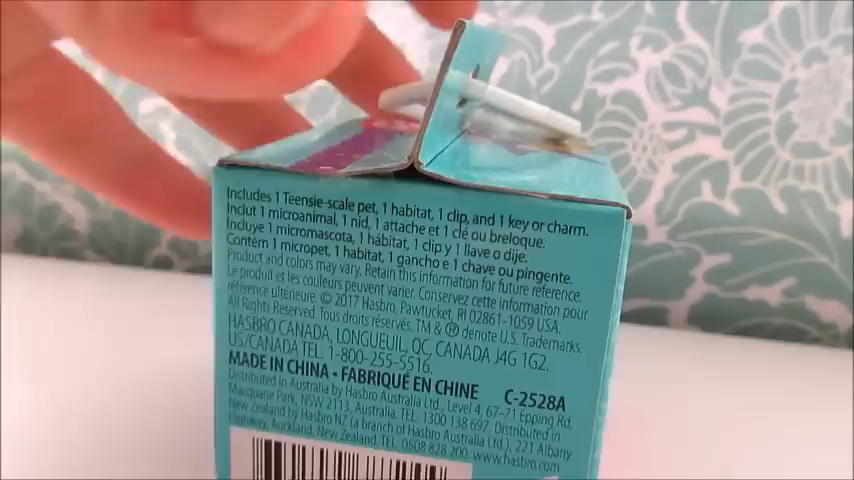 Includes 1 Teensie-scale pet, 1 habitat, 1 clip, and 1 key or charm.
Inclut 1 microanimal, 1 nid, 1 attache et 1 clé ou breloque.
Incluye 1 micromascota, 1 hábitat, 1 clip y 1 llave o dije.
Contém 1 micropet, 1 habitat, 1 gancho e 1 chave ou pingente.
Product and colors may vary. Retain this information for future reference.
Le produit et les couleurs peuvent varier. Conservez cette information pour
référence ultérieure © 2017 Hasbro, Pawtucket, RI 02861-1059 USA.
All Rights Reserved. Tous droits réservés. TM & ® denote U.S. Trademarks.
HASBRO CANADA, LONGUEUIL, QC, CANADA J4G 1G2.
US/CANADA TEL. 1-800-255-5516.
MADE IN CHINA • FABRIQUÉ EN CHINE C-2528A
Distributed in Australia by Hasbro Australia Ltd., Level 4, 67–71 Epping Rd,
Macquarie Park, NSW 2113, Australia. TEL. 1300 138 697. Distributed in
New Zealand by Hasbro NZ (a branch of Hasbro Australia Ltd.), 221 Albany
Highway, Auckland, New Zealand. TEL. 0508 828 200. www.hasbro.com